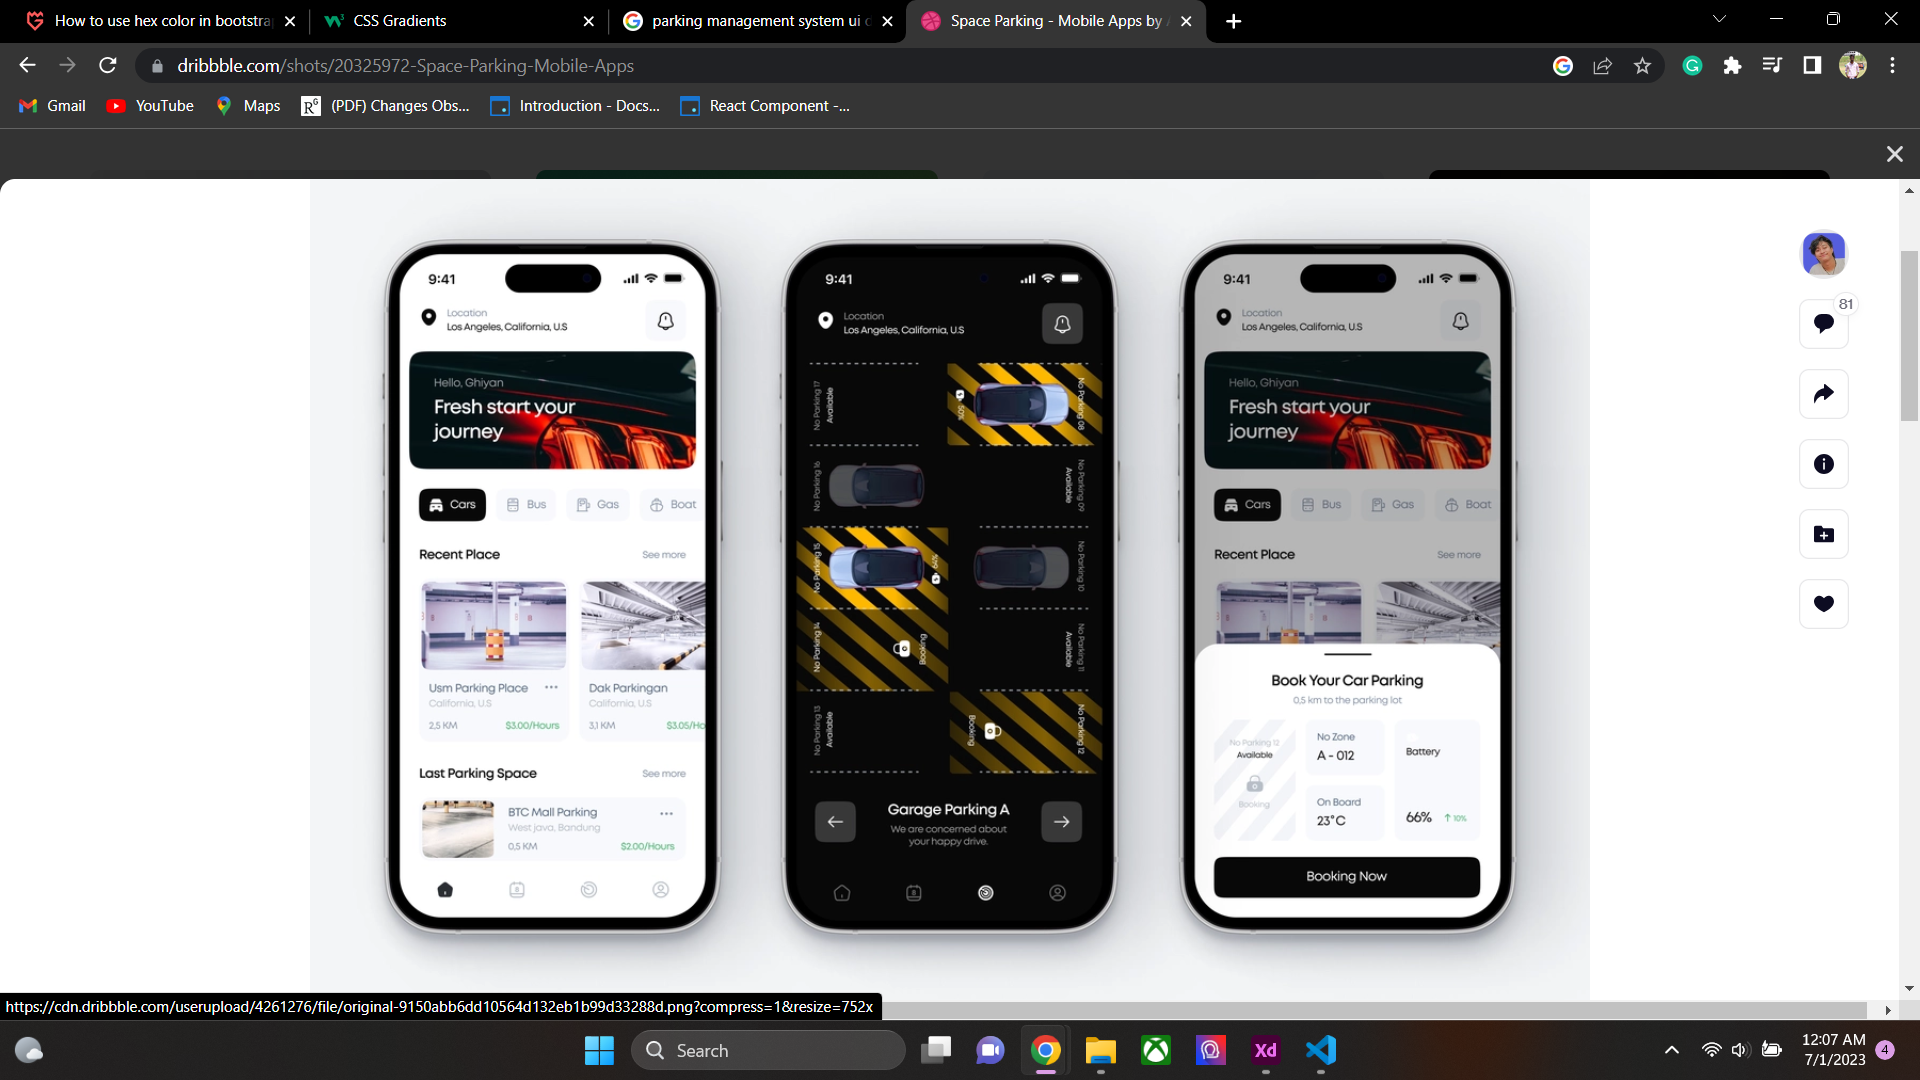 How to use hex color in bootstra
CSS Gradients
parking management system ui d
Space Parking - Mobile Apps by
dribbble.com/shots/20325972-Space-Parking-Mobile-Apps
Gmail
YouTube
Maps
(PDF) Changes Obs...
Introduction - Docs...
React Component -...
81
9:41
Location
Los Angeles, California, U.S
Hello, Ghiyan
Fresh start your
journey
Cars
Bus
Gas
Boat
Recent Place
See more
Usm Parking Place
California, U.S
2,5 KM
$3.00/Hours
Dak Parkingan
California, U.S
3,1 KM
$3.05/Ho
Last Parking Space
See more
BTC Mall Parking
West java, Bandung
0,5 KM
$2.00/Hours
9:41
Location
Los Angeles, California, U.S
No Parking 17
Available
50%
No Parking 08
No Parking 16
Available
No Parking 09
No Parking 15
64%
No Parking 10
No Parking 14
Booking
Available
No Parking 11
No Parking 13
Available
Booking
No Parking 12
Garage Parking A
We are concerned about
your happy drive.
9:41
Location
Los Angeles, California, U.S
Hello, Ghiyan
Fresh start your
journey
Cars
Bus
Gas
Boat
Recent Place
See more
Book Your Car Parking
0,5 km to the parking lot
No Parking 12
Available
Booking
No Zone
A - 012
On Board
23°C
Battery
66%
10%
Booking Now
https://cdn.dribbble.com/userupload/4261276/file/original-9150abb6dd10564d132eb1b99d33288d.png?compress=1&resize=752x
Search
Xd
12:07 AM
7/1/2023
4